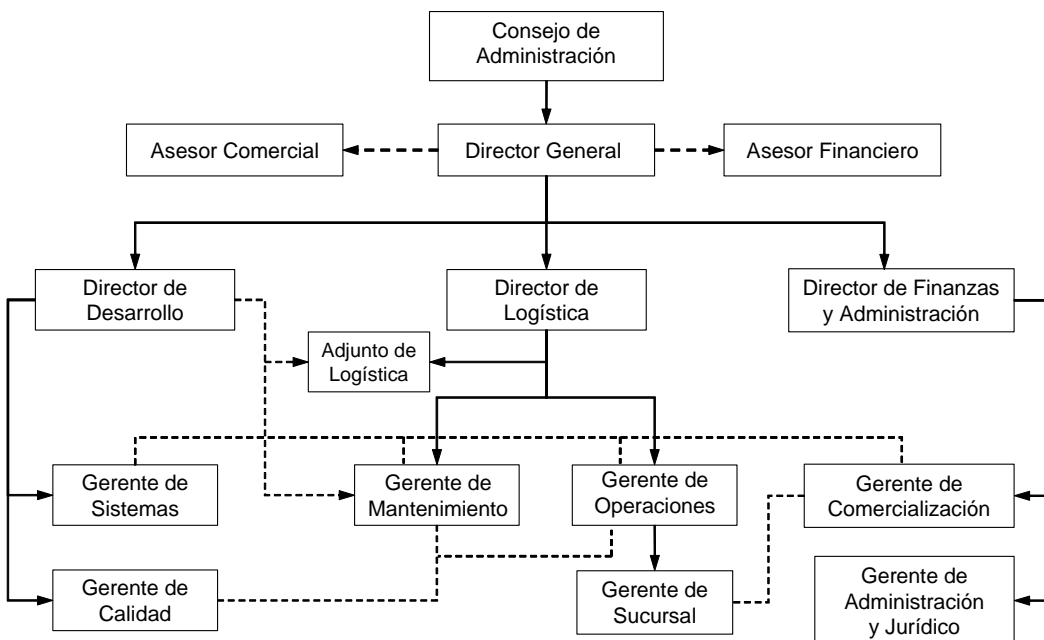 Consejo de
Administración
Asesor Comercial
Director General
Asesor Financiero
Director de
Desarrollo
Director de
Logística
Director de Finanzas
y Administración
Adjunto de
Logística
Gerente de
Sistemas
Gerente de
Mantenimiento
Gerente de
Operaciones
Gerente de
Comercialización
Gerente de
Calidad
Gerente de
Sucursal
Gerente de
Administración
y Jurídico